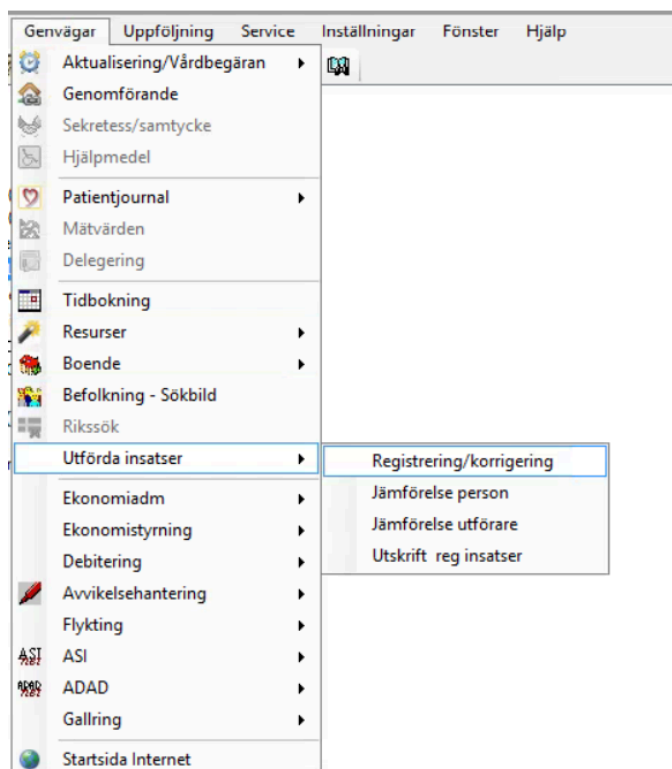 Genvägar Uppföljning Service Inställningar Fönster Hjälp
Aktualisering/Vårdbegäran
Genomförande
Sekretess/samtycke
Hjälpmedel
Patientjournal
Mätvärden
Delegering
Tidbokning
Resurser
Boende
Befolkning - Sökbild
Rikssök
Utförda insatser
Registrering/korrigering
Jämförelse person
Jämförelse utförare
Utskrift reg insatser
Ekonomiadm
Ekonomistyrning
Debitering
Avvikelsehantering
Flykting
ASI ASI
ADAD ADAD
Gallring
Startsida Internet